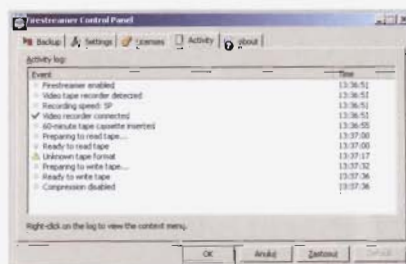 Firestreamer Control Panel
Backup Settings Licenses Activity About
Activity log:
Event Time
Firestreamer enabled 13:36:51
Video tape recorder detected 13:36:51
Recording speed: SP 13:36:51
Video recorder connected 13:36:51
60-minute tape cassette inserted 13:36:55
Preparing to read tape... 13:37:00
Ready to read tape 13:37:00
Unknown tape format 13:37:17
Preparing to write tape... 13:37:32
Ready to write tape 13:37:36
Compression disabled 13:37:36
Right-click on the log to view the context menu.
OK Anuluj Zastosuj